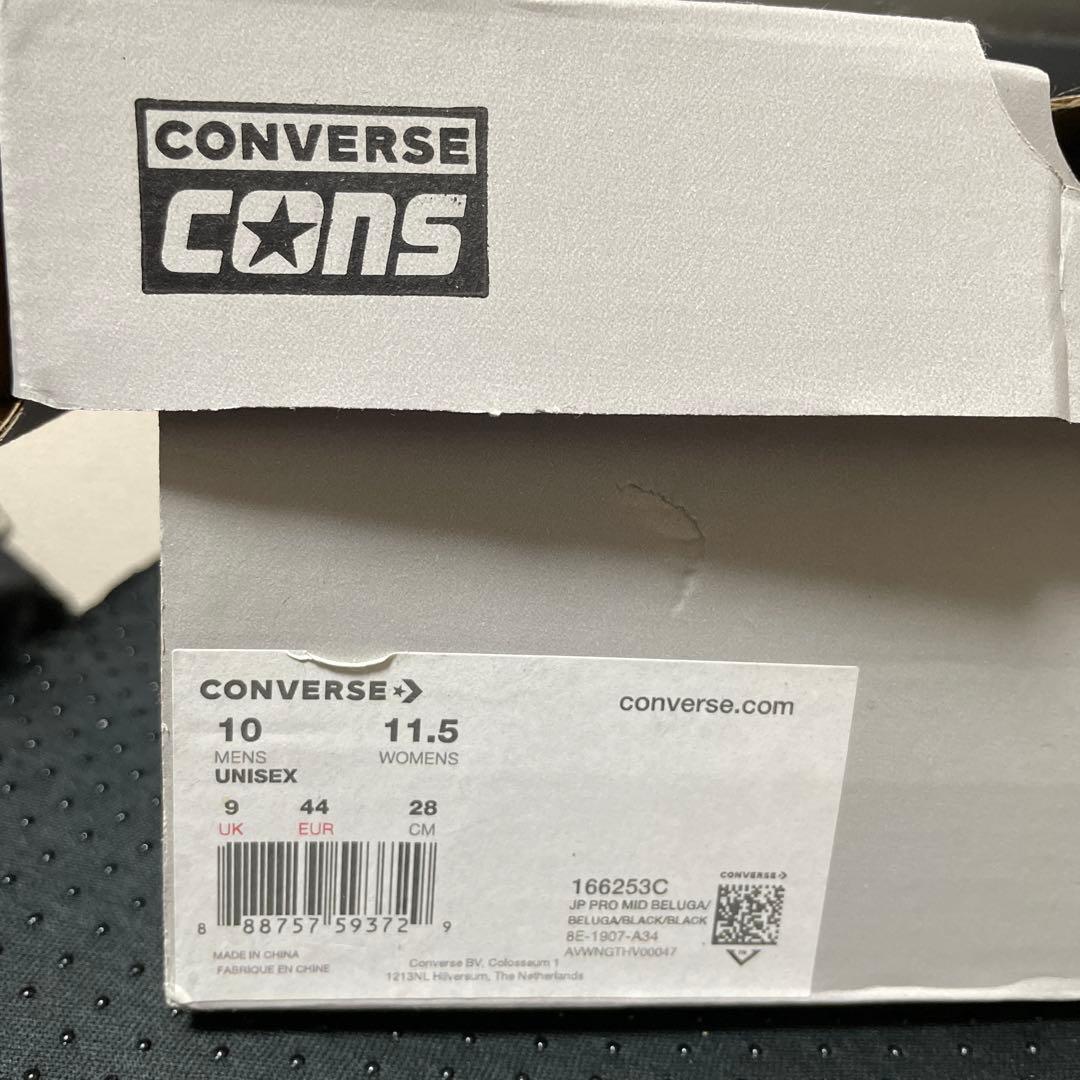 CONVERSE
CONS
CONVERSE
converse.com
10 11.5
MENS WOMENS
UNISEX
9 44 28
UK EUR CM
8 88757 59372 9
166253C
JP PRO MID BELUGA/
BELUGA/BLACK/BLACK
8E-1907-A34
AVWNGTHV00047
CONVERSE
MADE IN CHINA
FABRIQUE EN CHINE
Converse BV, Colosseum 1
1213NL Hilversum, The Netherlands